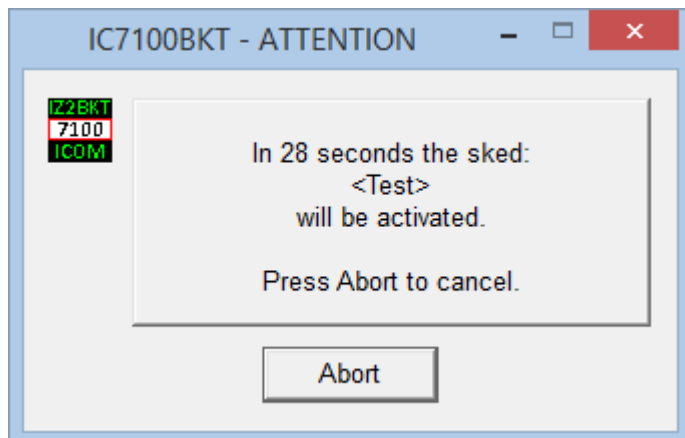 IC7100BKT - ATTENTION
IZ2BKT
7100
ICOM
In 28 seconds the sked:
<Test>
will be activated.
Press Abort to cancel.
Abort